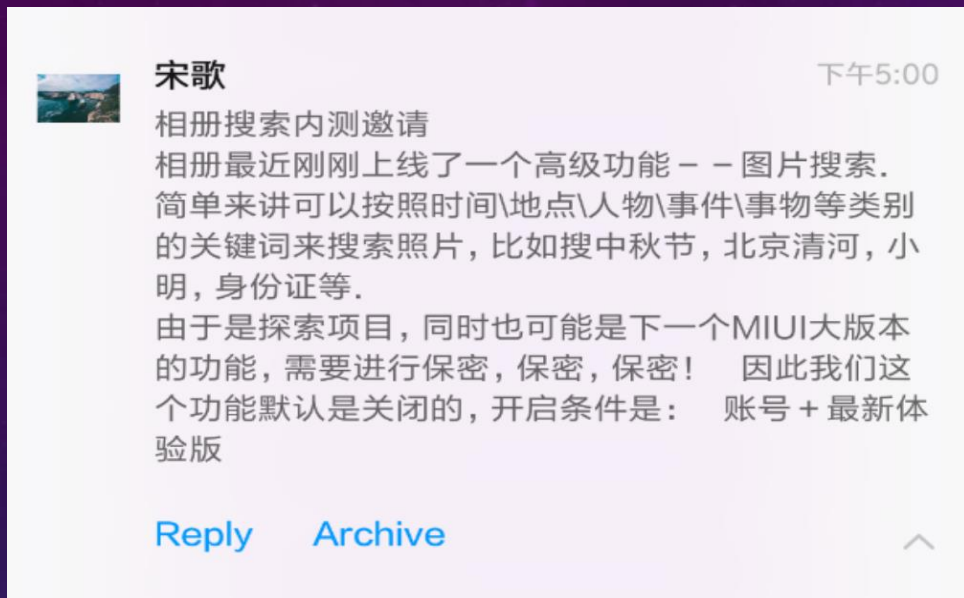 宋歌
下午5:00
相册搜索内测邀请
相册最近刚刚上线了一个高级功能－－图片搜索.
简单来讲可以按照时间\地点\人物\事件\事物等类别
的关键词来搜索照片，比如搜中秋节，北京清河，小
明，身份证等.
由于是探索项目，同时也可能是下一个MIUI大版本
的功能，需要进行保密，保密，保密！　因此我们这
个功能默认是关闭的，开启条件是：　账号＋最新体
验版
Reply Archive